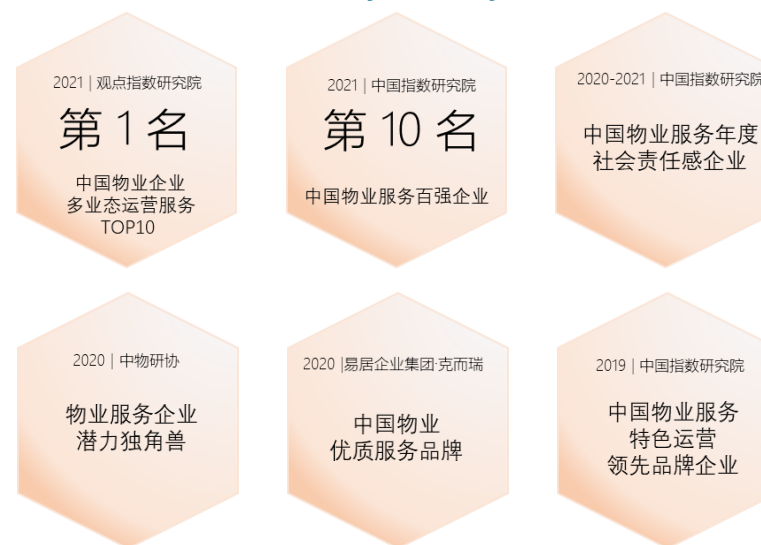 2021 | 观点指数研究院
第 1 名
中国物业企业
多业态运营服务
TOP10
2021 | 中国指数研究院
第 10 名
中国物业服务百强企业
2020-2021 | 中国指数研究院
中国物业服务年度
社会责任感企业
2020 | 中物研协
物业服务企业
潜力独角兽
2020 |易居企业集团·克而瑞
中国物业
优质服务品牌
2019 | 中国指数研究院
中国物业服务
特色运营
领先品牌企业